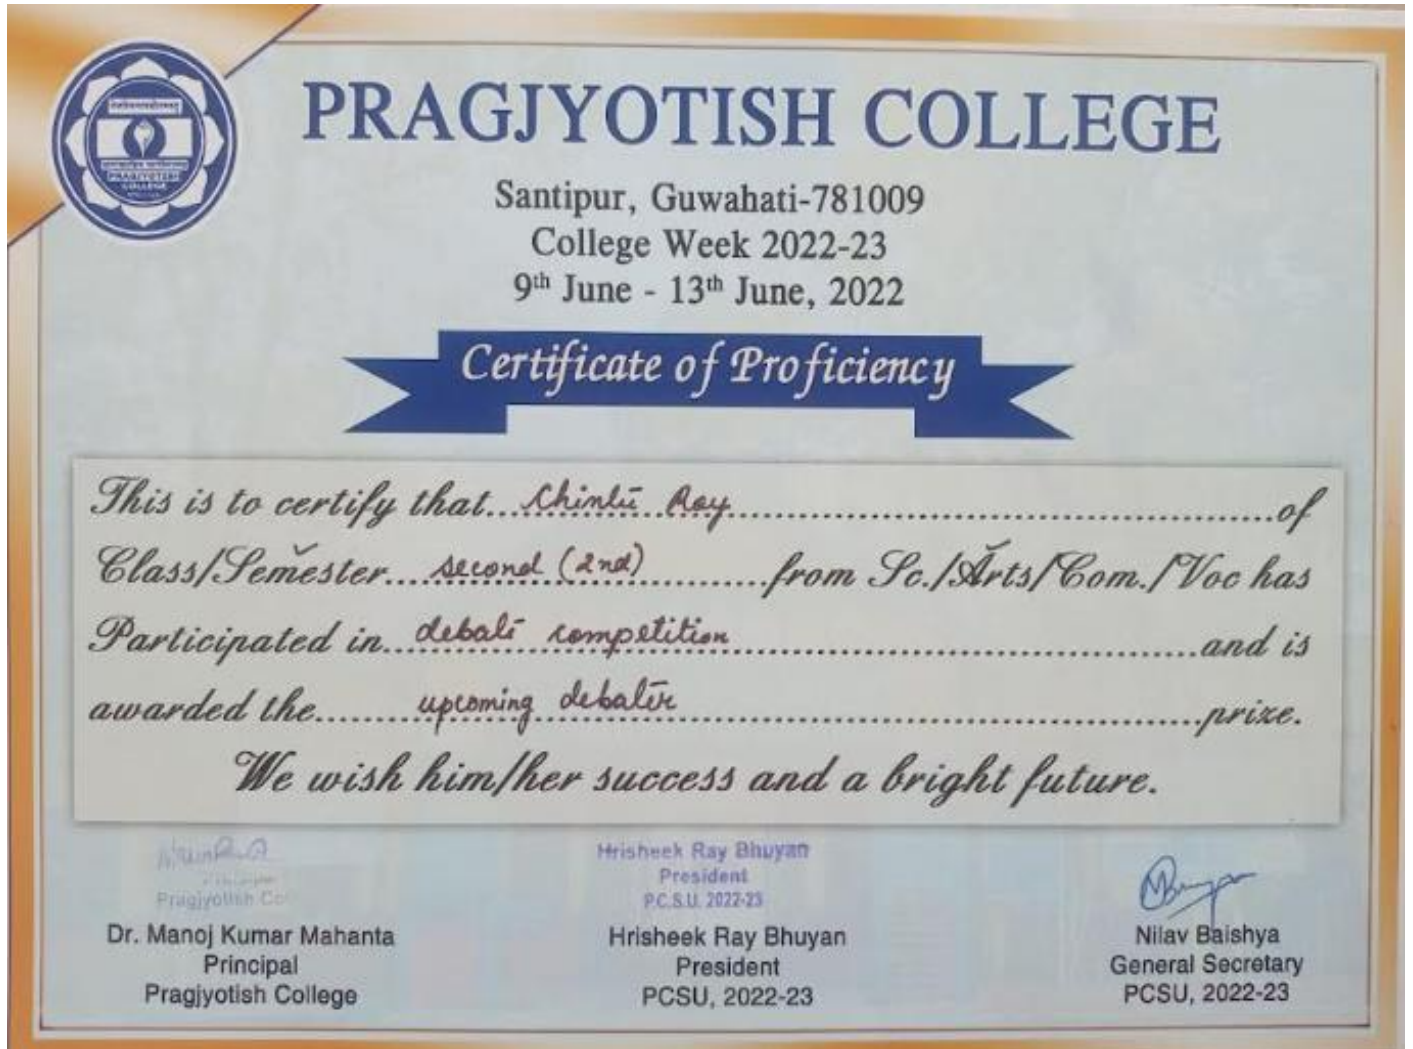 PRAGJYOTISH COLLEGE
Santipur, Guwahati-781009
College Week 2022-23
9th June - 13th June, 2022
Certificate of Proficiency
This is to certify that... Ray ...of
Class/Semester... second (2nd) ...from Sc./Arts/Com./Voc has
Participated in... debate competition ...and is
awarded the... upcoming debater ...prize.
We wish him/her success and a bright future.
Pragjyotish
Hrisheek Ray Bhuyan
President
P.C.S.U. 2022-23
Dr. Manoj Kumar Mahanta
Principal
Pragjyotish College
Hrisheek Ray Bhuyan
President
PCSU, 2022-23
Nilav Baishya
General Secretary
PCSU, 2022-23
PRAGJYOTISH
COLLEGE